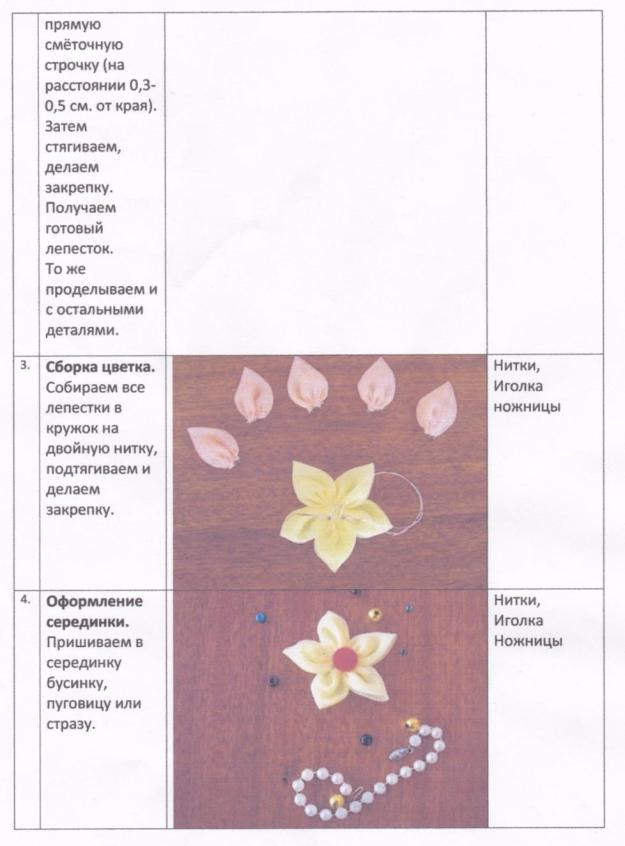 прямую
смёточную
строчку (на
расстоянии 0,3-
0,5 см. от края).
Затем
стягиваем,
делаем
закрепку.
Получаем
готовый
лепесток.
То же
проделываем и
с остальными
деталями.
3.
Сборка цветка.
Собираем все
лепестки в
кружок на
двойную нитку,
подтягиваем и
делаем
закрепку.
Нитки,
Иголка
ножницы
4.
Оформление
серединки.
Пришиваем в
серединку
бусинку,
пуговицу или
стразу.
Нитки,
Иголка
Ножницы